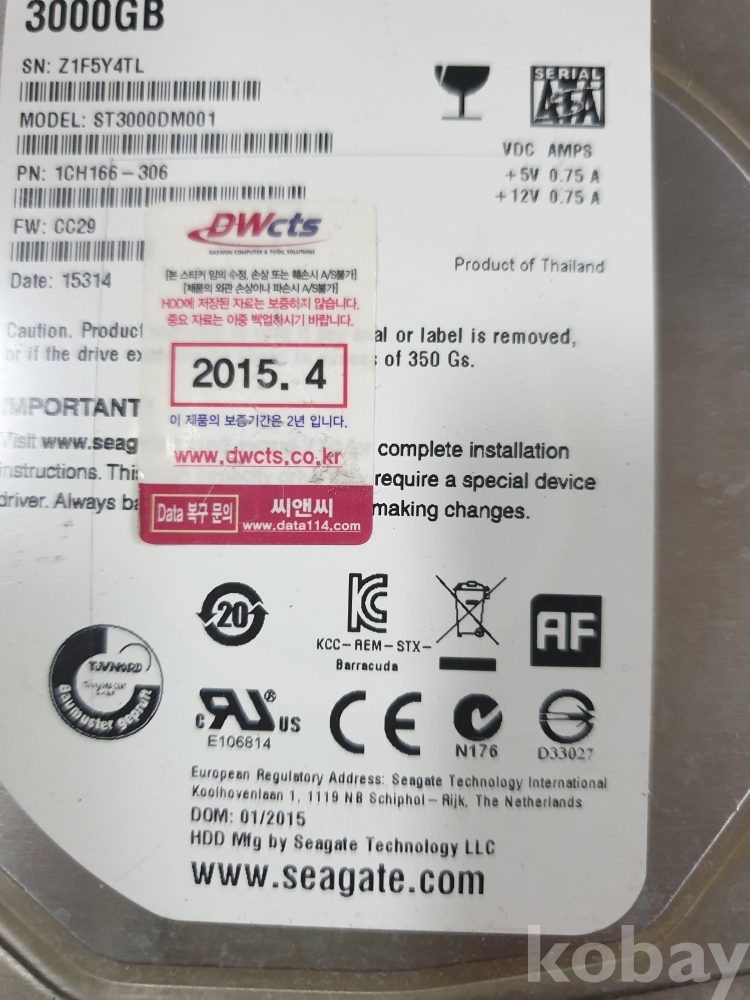 3000GB
SN: Z1F5Y4TL
MODEL: ST3000DM001
PN: 1CH166-306
FW: CC29
Date: 15314
SERIAL
ATA
VDC AMPS
+5V 0.75 A
+12V 0.75 A
Product of Thailand
DWcts
DAEWON COMPUTER & TOTAL SOLUTIONS
[본 스티커 임의 수정, 손상 또는 훼손시 A/S불가]
[제품의 외관 손상이나 파손시 A/S불가]
HDD에 저장된 자료는 보증하지 않습니다.
중요 자료는 이중 백업하시기 바랍니다.
2015. 4
이 제품의 보증기간은 2년 입니다.
www.dwcts.co.kr
Data 복구 문의 씨앤씨
www.data114.com
Caution. Product al or label is removed,
or if the drive ex of 350 Gs.
IMPORTANT
Visit www.seag complete installation
instructions. This require a special device
driver. Always ba making changes.
20
KCC-REM-STX-
Barracuda
AF
TÜVNORD
Baumuster geprüft
c RU ® US
E106814
CE
N176
D33027
European Regulatory Address: Seagate Technology International
Koolhovenlaan 1, 1119 NB Schiphol-Rijk, The Netherlands
DOM: 01/2015
HDD Mfg by Seagate Technology LLC
www.seagate.com
kobay